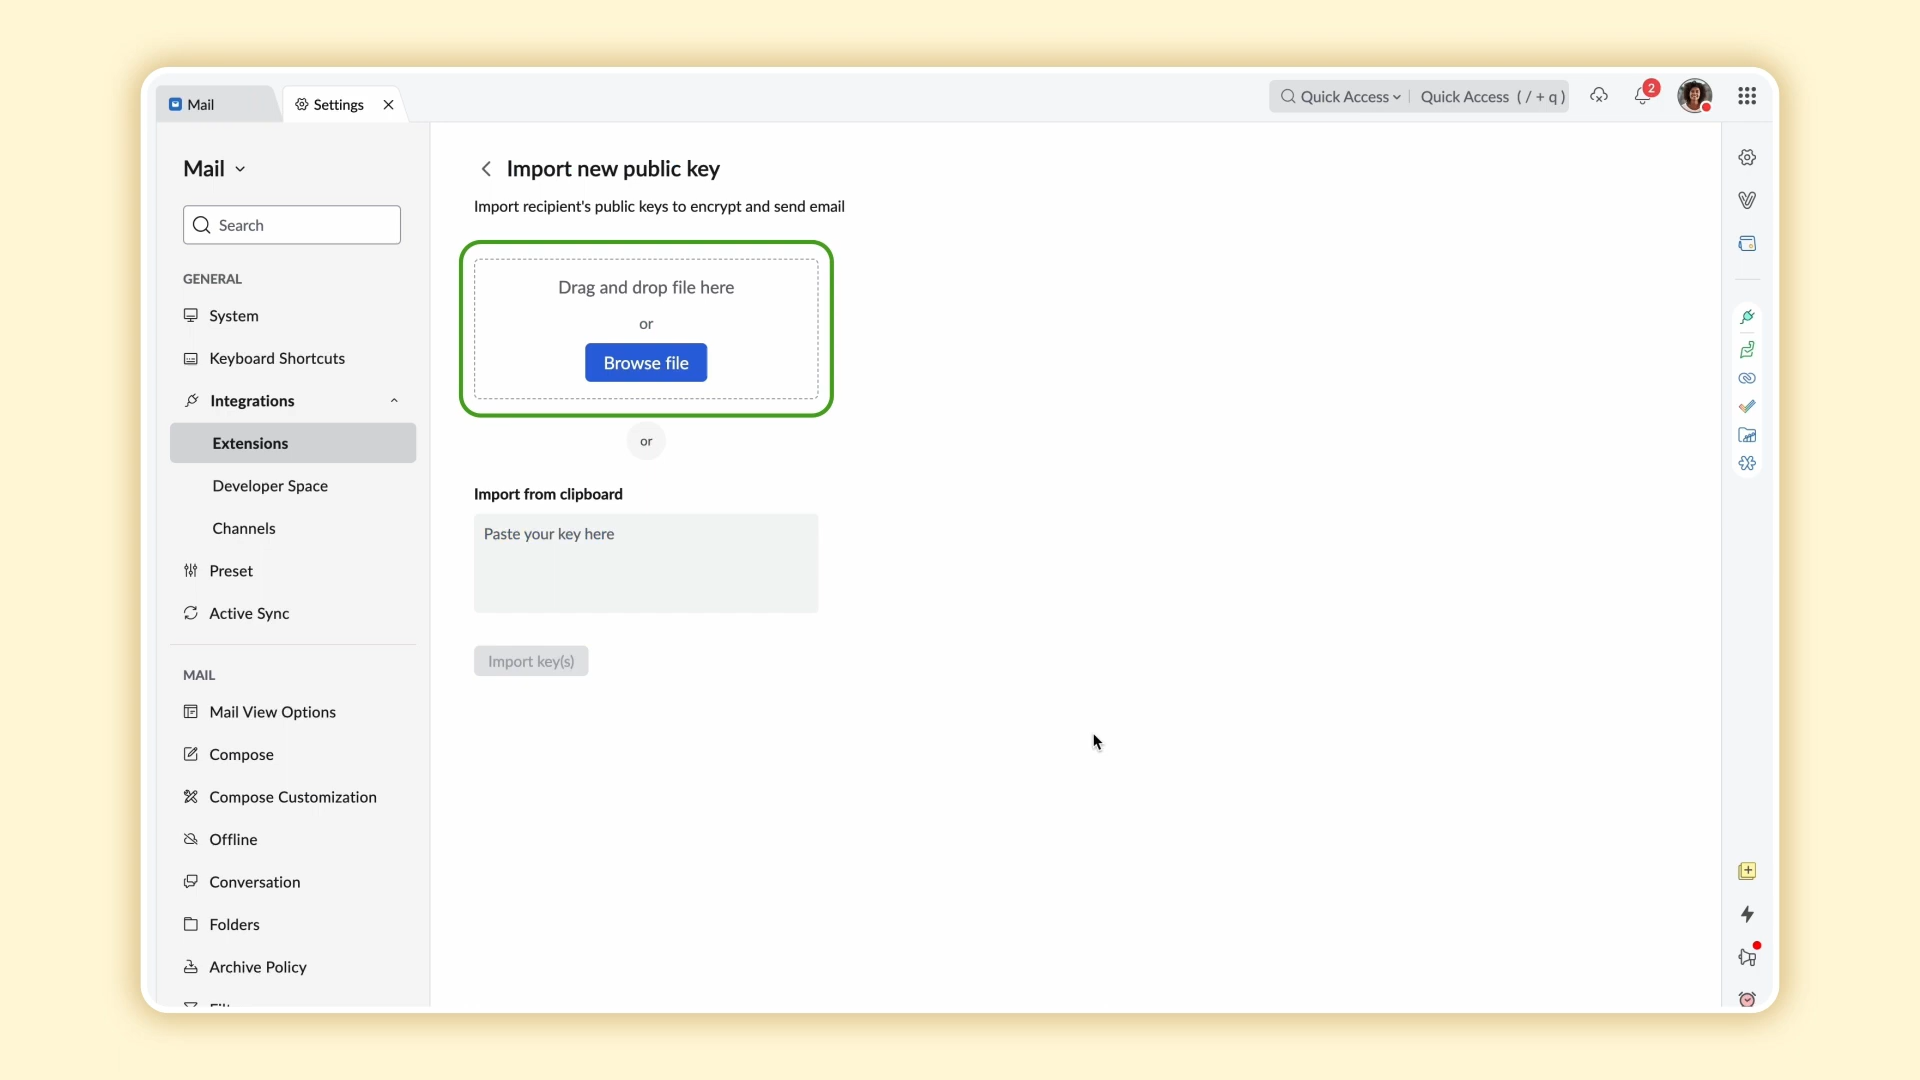 Mail
Settings
Quick Access
Quick Access ( / + q )
2
Mail
Search
GENERAL
System
Keyboard Shortcuts
Integrations
Extensions
Developer Space
Channels
Preset
Active Sync
MAIL
Mail View Options
Compose
Compose Customization
Offline
Conversation
Folders
Archive Policy
Import new public key
Import recipient's public keys to encrypt and send email
Drag and drop file here
or
Browse file
or
Import from clipboard
Paste your key here
Import key(s)